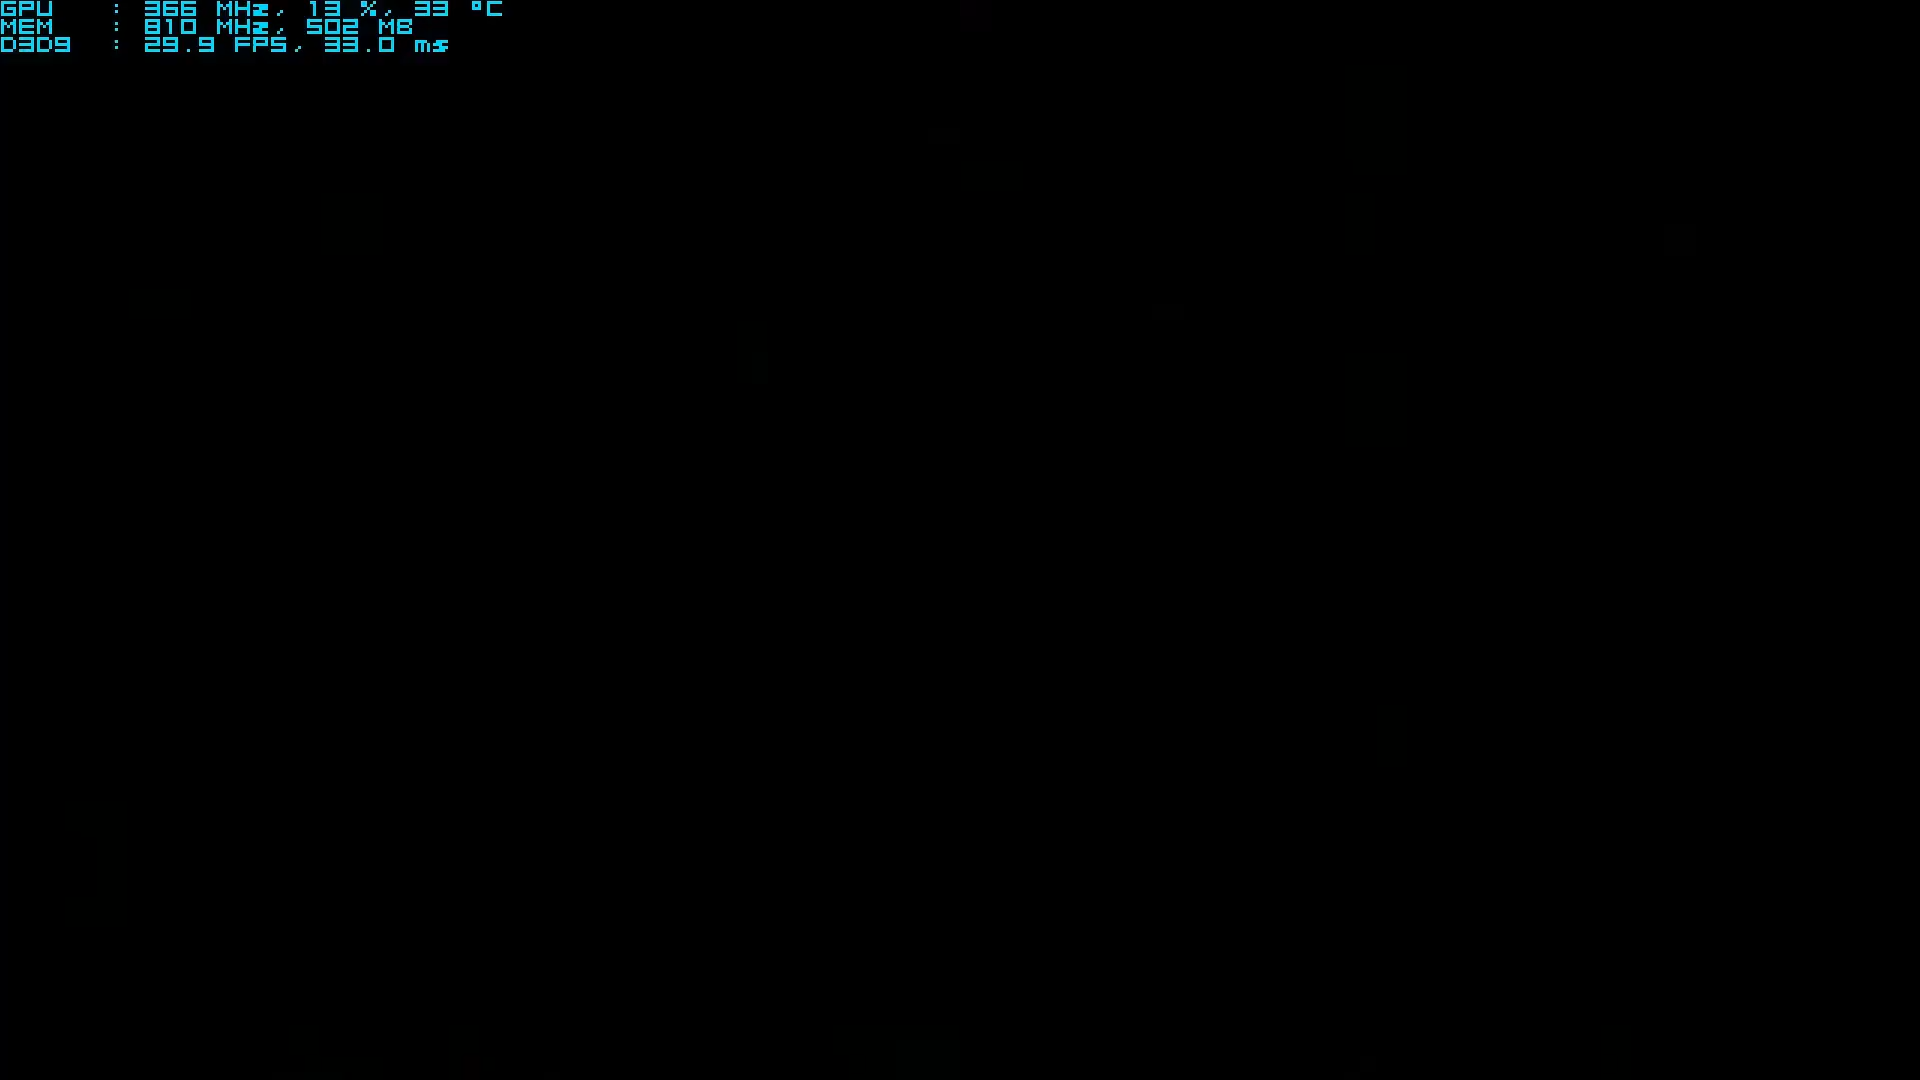 GPU : 366 MHz, 13 %, 33 °C
MEM : 810 MHz, 502 MB
D3D9 : 29.9 FPS, 33.0 ms